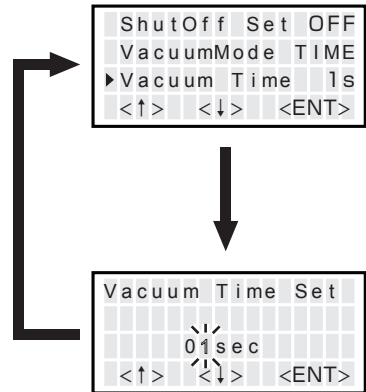 ShutOff Set OFF
VacuumMode TIME
▶Vacuum Time 1s
<↑> <↓> <ENT>
Vacuum Time Set
01sec
<↑> <↓> <ENT>